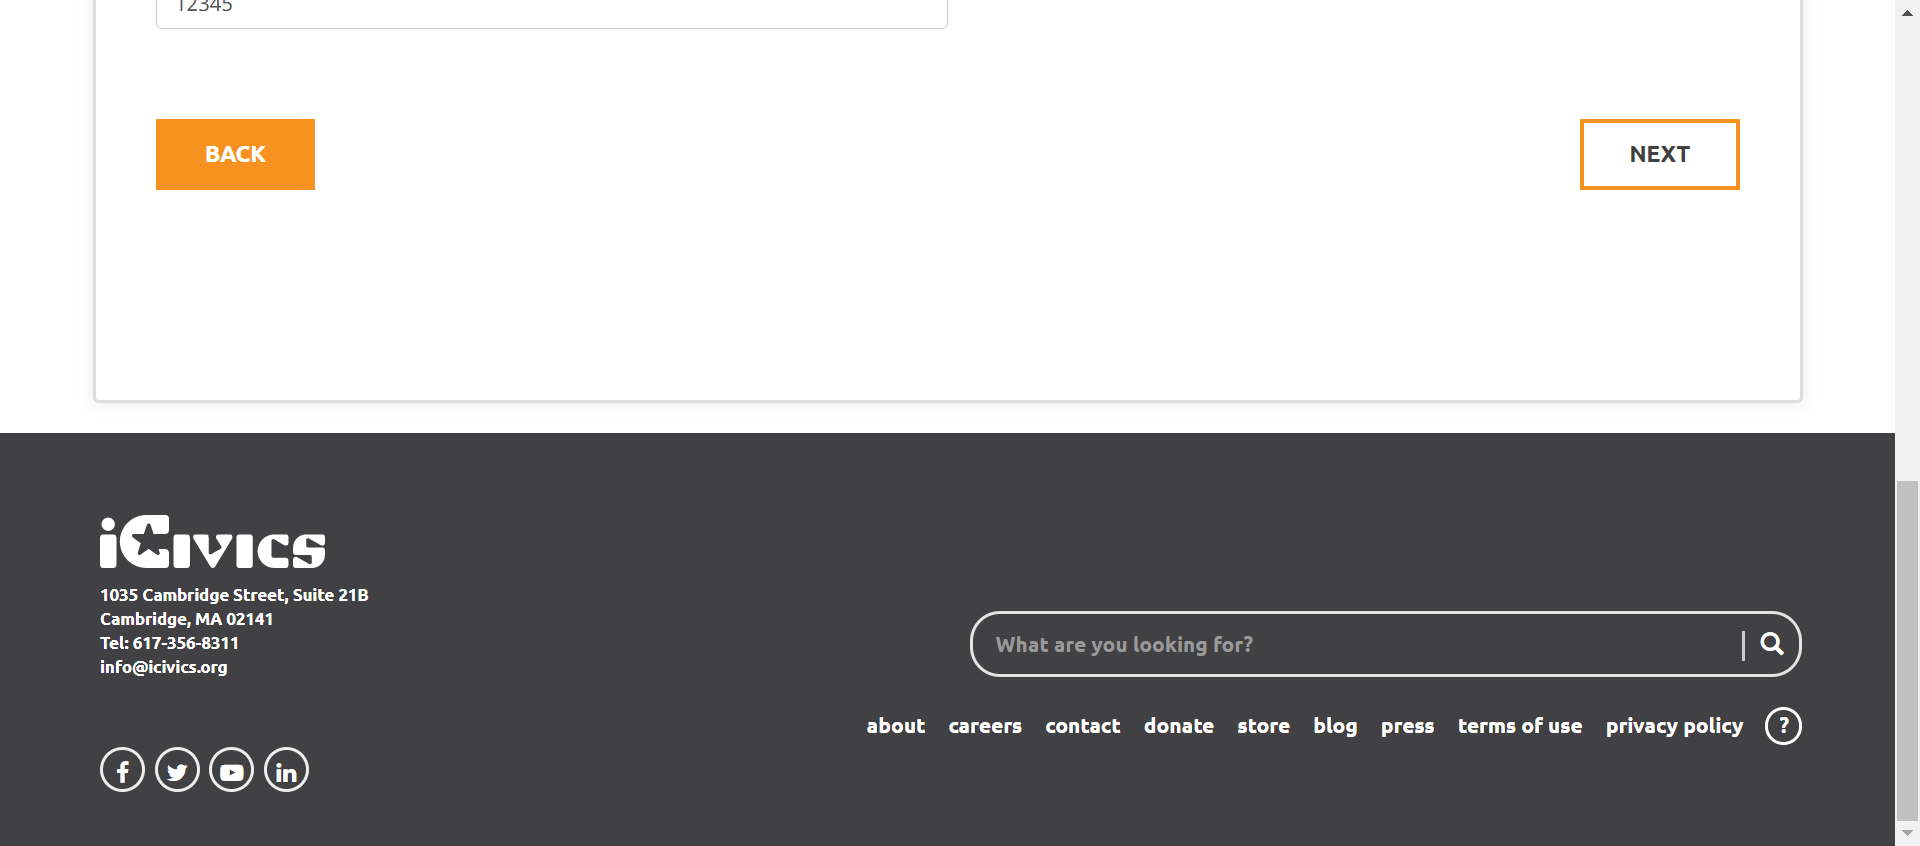 12345
BACK
NEXT
iCivics
1035 Cambridge Street, Suite 21B
Cambridge, MA 02141
Tel: 617-356-8311
info@icivics.org
What are you looking for?
about careers contact donate store blog press terms of use privacy policy ?